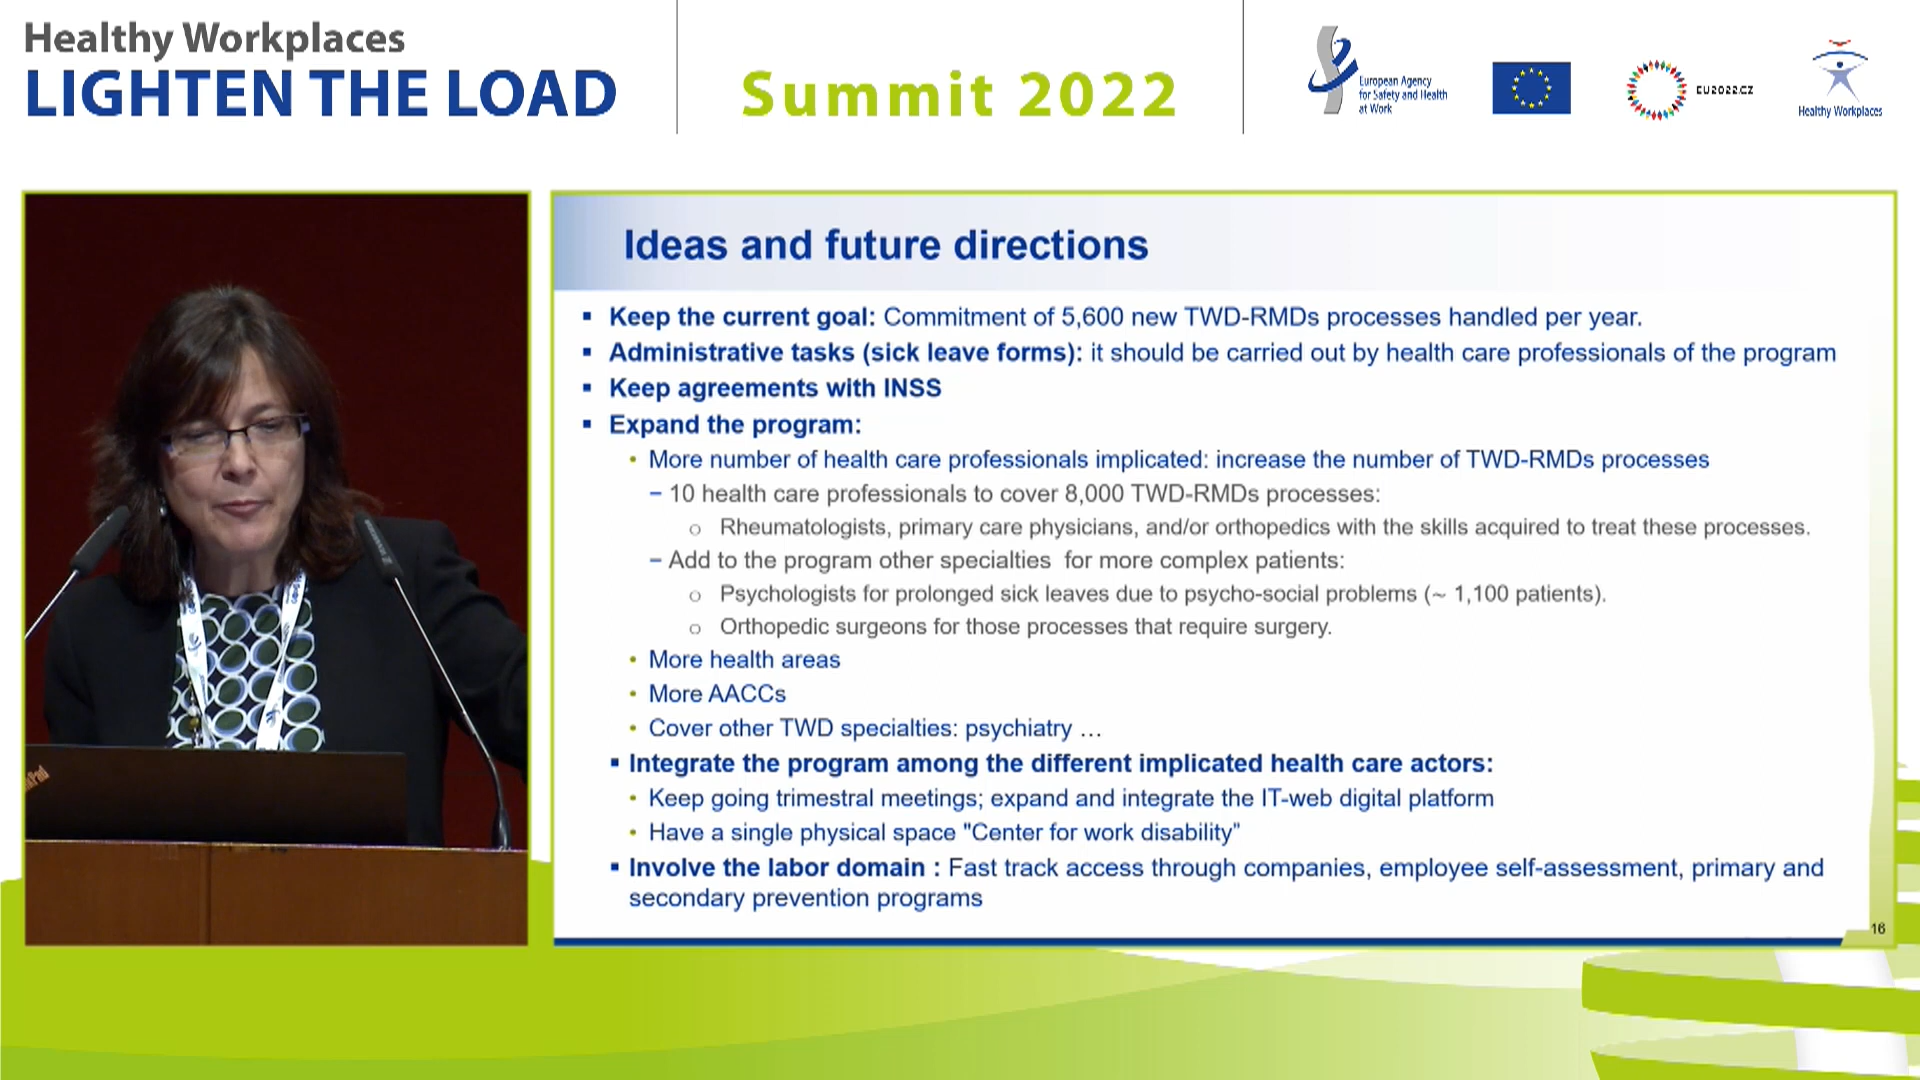 Healthy Workplaces
LIGHTEN THE LOAD
Summit 2022
European Agency
for Safety and Health
at Work
EU2022.CZ
Healthy Workplaces
Ideas and future directions
▪ Keep the current goal: Commitment of 5,600 new TWD-RMDs processes handled per year.
▪ Administrative tasks (sick leave forms): it should be carried out by health care professionals of the program
▪ Keep agreements with INSS
▪ Expand the program:
• More number of health care professionals implicated: increase the number of TWD-RMDs processes
– 10 health care professionals to cover 8,000 TWD-RMDs processes:
o Rheumatologists, primary care physicians, and/or orthopedics with the skills acquired to treat these processes.
– Add to the program other specialties for more complex patients:
o Psychologists for prolonged sick leaves due to psycho-social problems (~ 1,100 patients).
o Orthopedic surgeons for those processes that require surgery.
• More health areas
• More AACCs
• Cover other TWD specialties: psychiatry …
▪ Integrate the program among the different implicated health care actors:
• Keep going trimestral meetings; expand and integrate the IT-web digital platform
• Have a single physical space "Center for work disability"
▪ Involve the labor domain : Fast track access through companies, employee self-assessment, primary and
secondary prevention programs
16